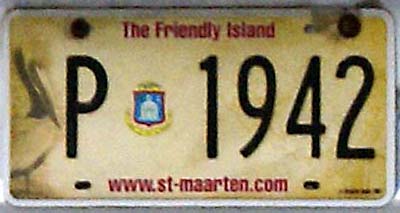 The Friendly Island
P 1942
www.st-maarten.com